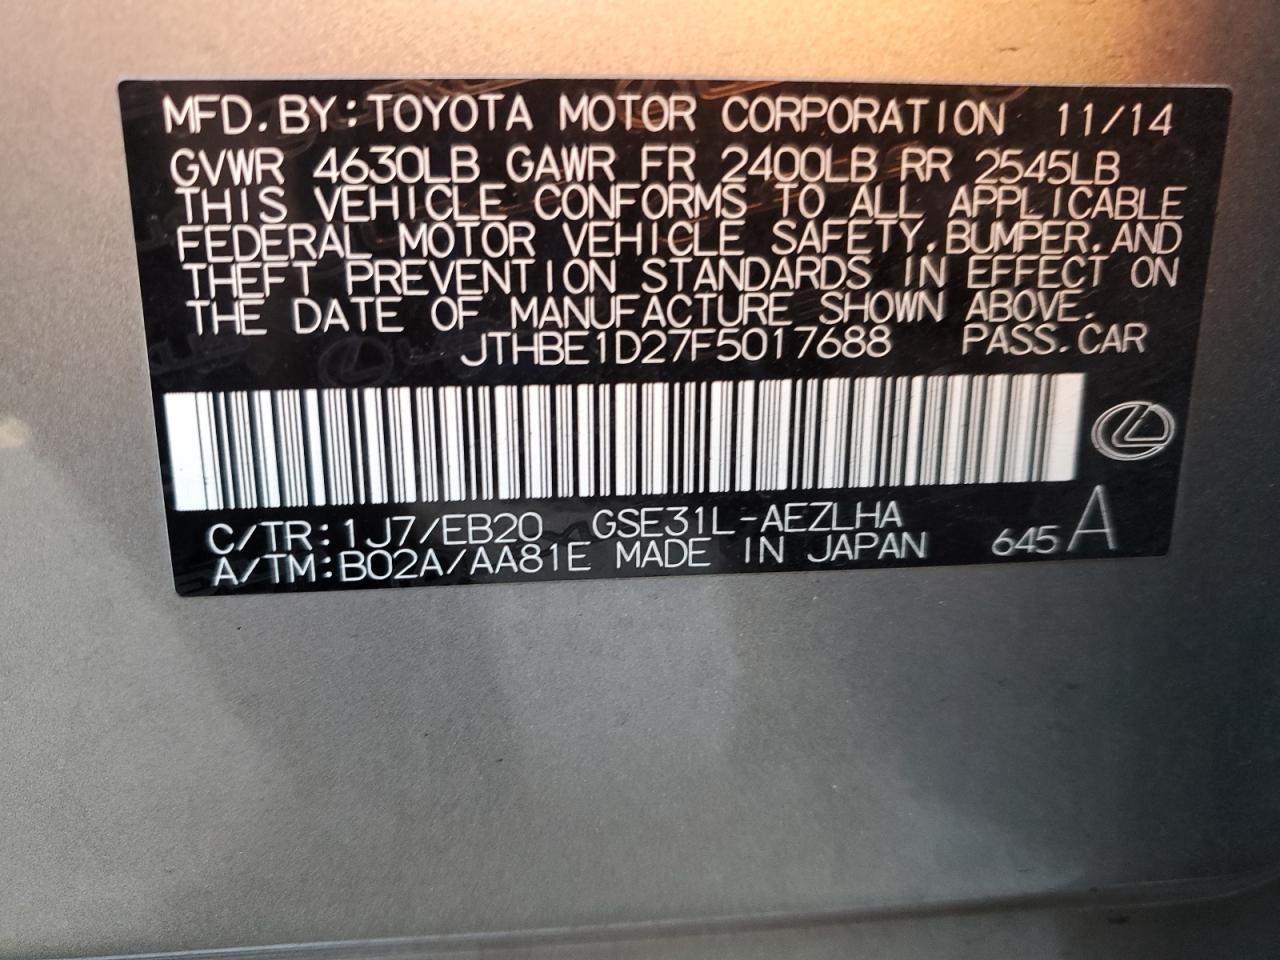 MFD. BY: TOYOTA MOTOR CORPORATION 11/14
GVWR 4630LB GAWR FR 2400LB RR 2545LB
THIS VEHICLE CONFORMS TO ALL APPLICABLE
FEDERAL MOTOR VEHICLE SAFETY, BUMPER, AND
THEFT PREVENTION STANDARDS IN EFFECT ON
THE DATE OF MANUFACTURE SHOWN ABOVE.
JTHBE1D27F5017688 PASS. CAR
C/TR: 1J7/EB20 GSE31L-AEZLHA
A/TM: B02A/AA81E MADE IN JAPAN 645 A